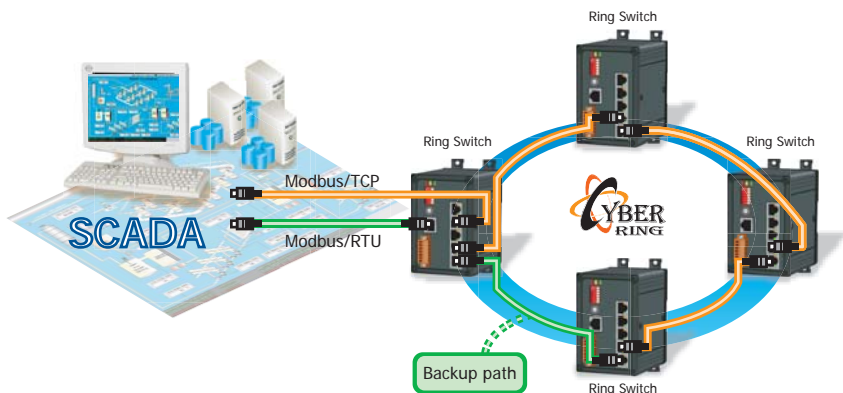 Ring Switch
Ring Switch
Ring Switch
Modbus/TCP
CYBER
RING
SCADA
Modbus/RTU
Backup path
Ring Switch